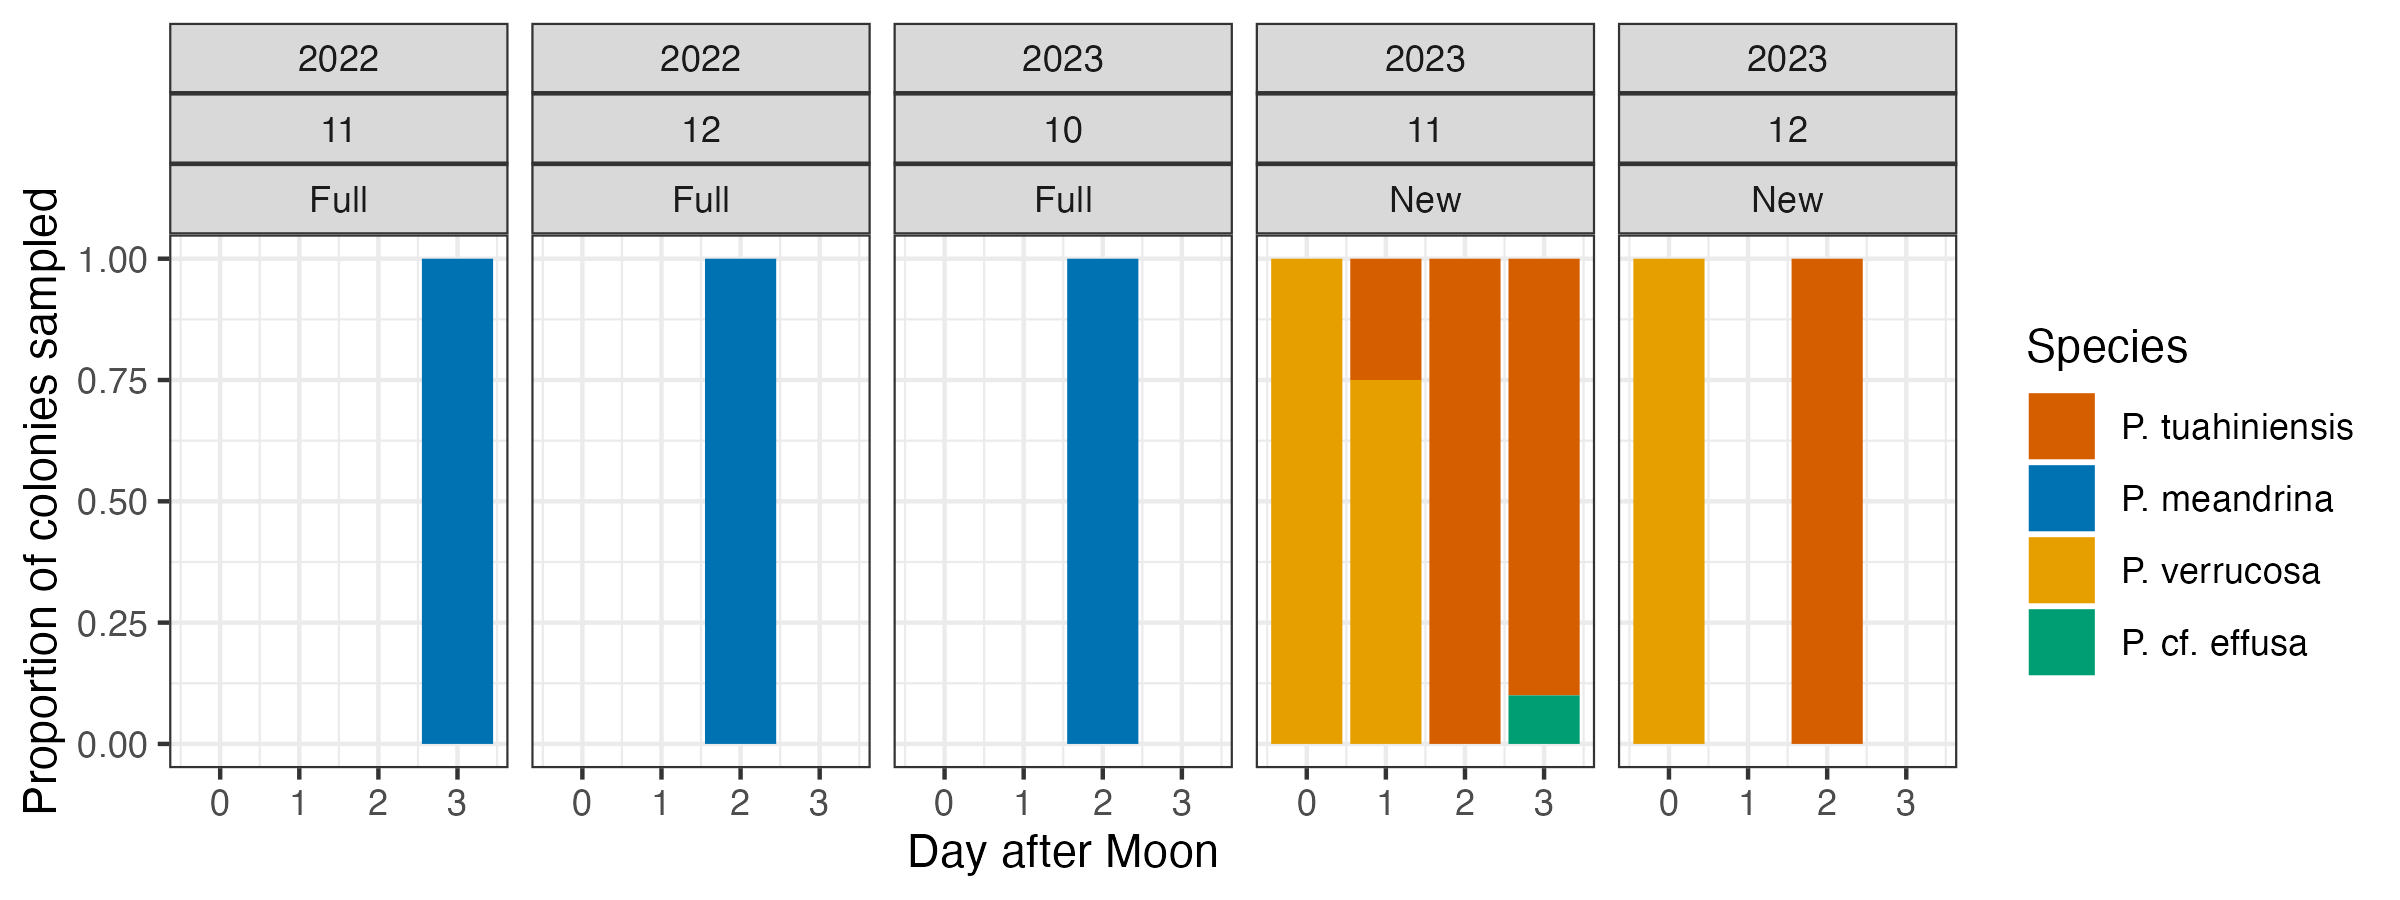 2022 2022 2023 2023 2023
11 12 10 11 12
Full Full Full New New
Proportion of colonies sampled
1.00
0.75
0.50
0.25
0.00
0 1 2 3 0 1 2 3 0 1 2 3 0 1 2 3 0 1 2 3
Day after Moon
Species
P. tuahiniensis
P. meandrina
P. verrucosa
P. cf. effusa